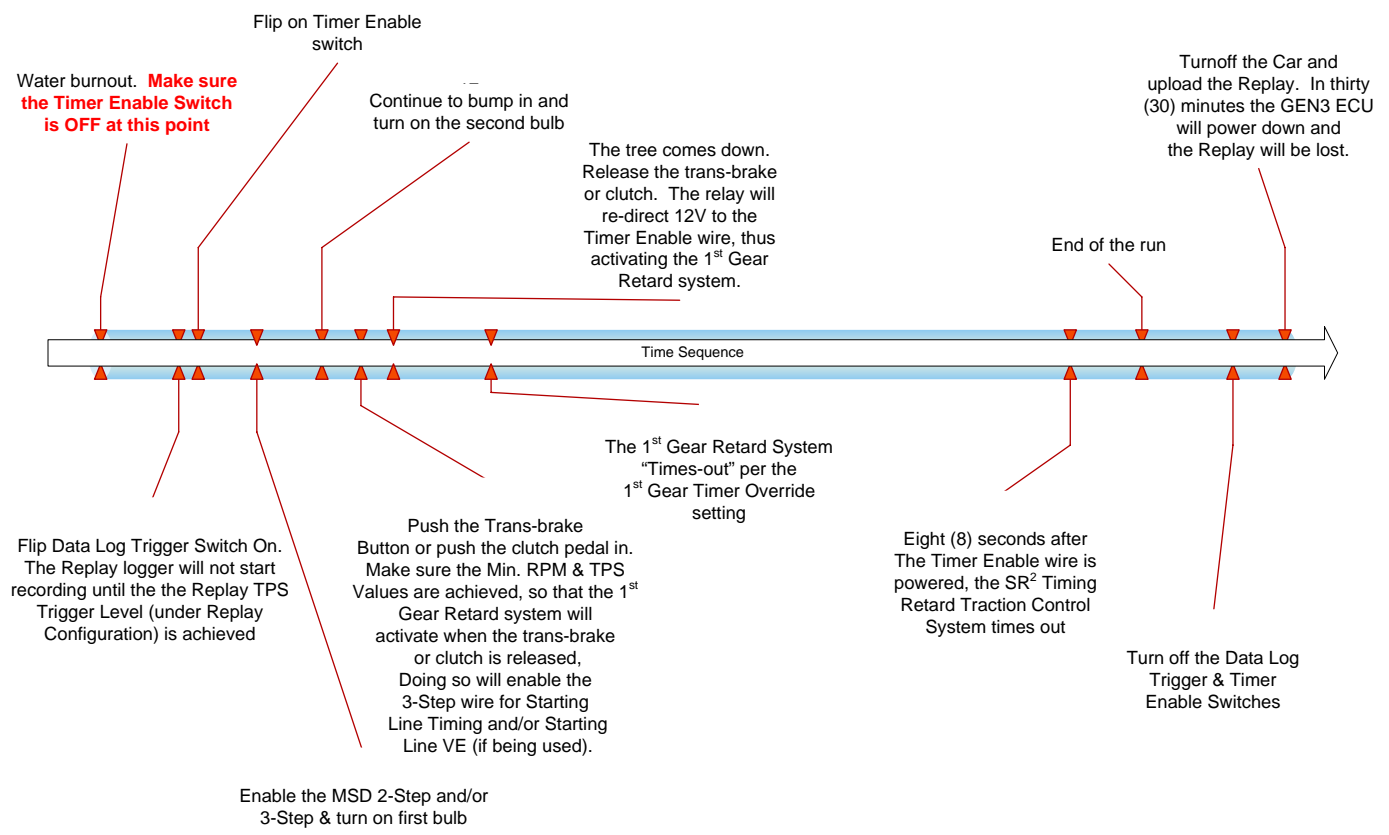 Flip on Timer Enable
switch
Water burnout.  Make sure
the Timer Enable Switch
is OFF at this point
Continue to bump in and
turn on the second bulb
The tree comes down.
Release the trans-brake
or clutch.  The relay will
re-direct 12V to the
Timer Enable wire, thus
activating the 1st Gear
Retard system.
End of the run
Turnoff the Car and
upload the Replay.  In thirty
(30) minutes the GEN3 ECU
will power down and
the Replay will be lost.
Time Sequence
Flip Data Log Trigger Switch On.
The Replay logger will not start
recording until the the Replay TPS
Trigger Level (under Replay
Configuration) is achieved
Enable the MSD 2-Step and/or
3-Step & turn on first bulb
Push the Trans-brake
Button or push the clutch pedal in.
Make sure the Min. RPM & TPS
Values are achieved, so that the 1st
Gear Retard system will
activate when the trans-brake
or clutch is released,
Doing so will enable the
3-Step wire for Starting
Line Timing and/or Starting
Line VE (if being used).
The 1st Gear Retard System
“Times-out” per the
1st Gear Timer Override
setting
Eight (8) seconds after
The Timer Enable wire is
powered, the SR2 Timing
Retard Traction Control
System times out
Turn off the Data Log
Trigger & Timer
Enable Switches